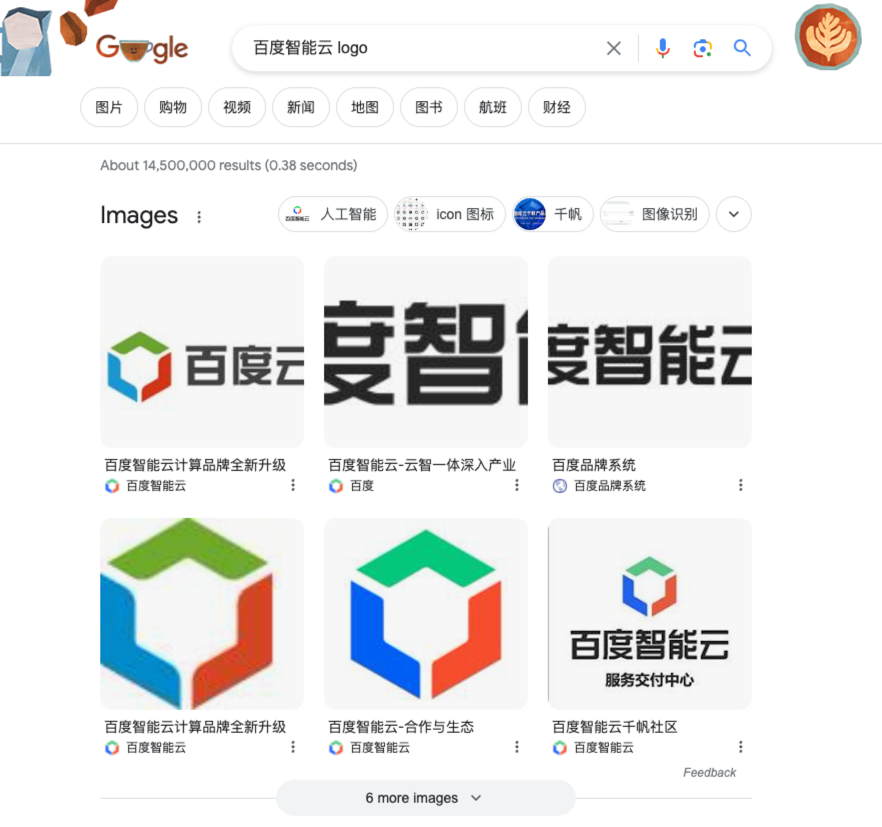 Google
百度智能云 logo
图片 购物 视频 新闻 地图 图书 航班 财经
About 14,500,000 results (0.38 seconds)
Images
人工智能 icon 图标 千帆 图像识别
百度云
度智能
度智能云
百度智能云计算品牌全新升级
百度智能云
百度智能云-云智一体深入产业
百度
百度品牌系统
百度品牌系统
百度智能云
服务交付中心
百度智能云计算品牌全新升级
百度智能云
百度智能云-合作与生态
百度智能云
百度智能云千帆社区
百度智能云
Feedback
6 more images